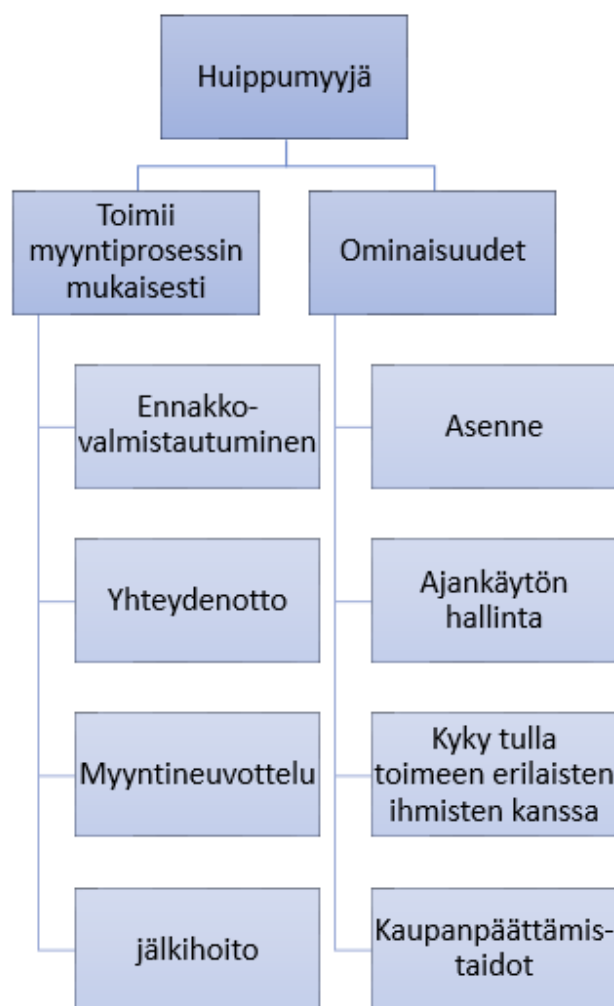 Huippumyyjä
Toimii
myyntiprosessin
mukaisesti
Ennakko-
valmistautuminen
Yhteydenotto
Myyntineuvottelu
jälkihoito
Ominaisuudet
Asenne
Ajankäytön
hallinta
Kyky tulla
toimeen erilaisten
ihmisten kanssa
Kaupanpäättämis-
taidot